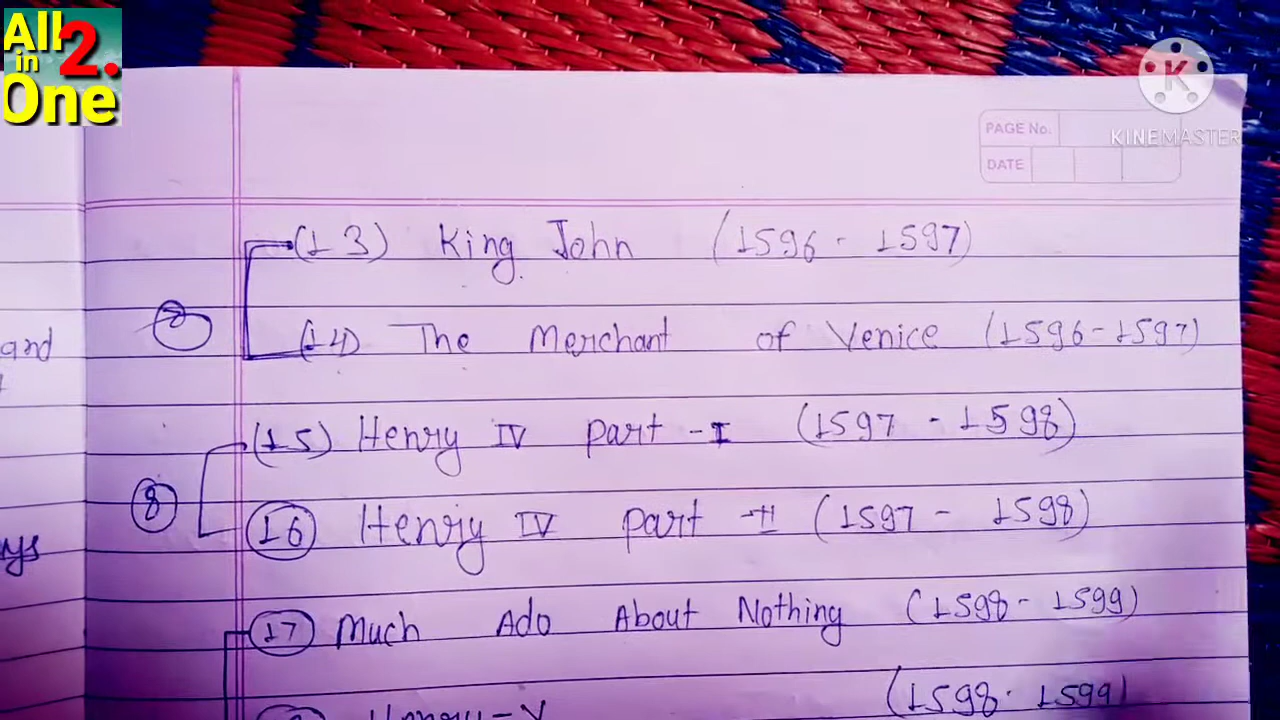 All
in 2.
One
KINEMASTER
PAGE No.
DATE
(13) King John (1596 - 1597)
(14) The Merchant of Venice (1596-1597)
and
(15) Henry IV part -I (1597 - 1598)
8
(16) Henry IV part -II (1597 - 1598)
ys
(17) Much Ado About Nothing (1598 - 1599)
Henry-V (1598 - 1599)